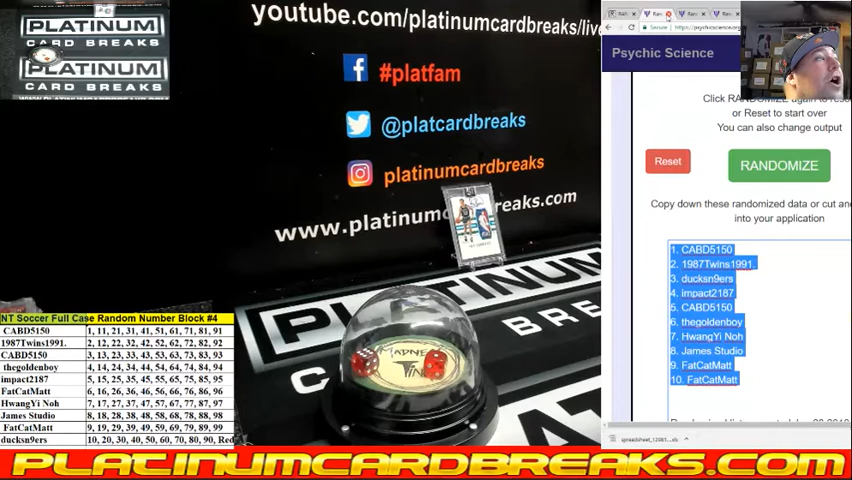 PLATINUM
CARD BREAKS
PLATINUM
CARD BREAKS
youtube.com/platinumcardbreaks/live
#platfam
@platcardbreaks
platinumcardbreaks
www.platinumcardbreaks.com
PLATINUM
BRE
NT Soccer Full Case Random Number Block #4
CABD5150 1, 11, 21, 31, 41, 51, 61, 71, 81, 91
1987Twins1991. 2, 12, 22, 32, 42, 52, 62, 72, 82, 92
CABD5150 3, 13, 23, 33, 43, 53, 63, 73, 83, 93
thegoldenboy 4, 14, 24, 34, 44, 54, 64, 74, 84, 94
impact2187 5, 15, 25, 35, 45, 55, 65, 75, 85, 95
FatCatMatt 6, 16, 26, 36, 46, 56, 66, 76, 86, 96
HwangYi Noh 7, 17, 27, 37, 47, 57, 67, 77, 87, 97
James Studio 8, 18, 28, 38, 48, 58, 68, 78, 88, 98
FatCatMatt 9, 19, 29, 39, 49, 59, 69, 79, 89, 99
ducksn9ers 10, 20, 30, 40, 50, 60, 70, 80, 90, Red
Secure
Psychic Science
Click RANDOMIZE again to
or Reset to start over
You can also change output
Reset
RANDOMIZE
Copy down these randomized data or cut
into your application
1. CABD5150
2. 1987Twins1991.
3. ducksn9ers
4. impact2187
5. CABD5150
6. thegoldenboy
7. HwangYi Noh
8. James Studio
9. FatCatMatt
10. FatCatMatt
PLATINUMCARDBREAKS.COM